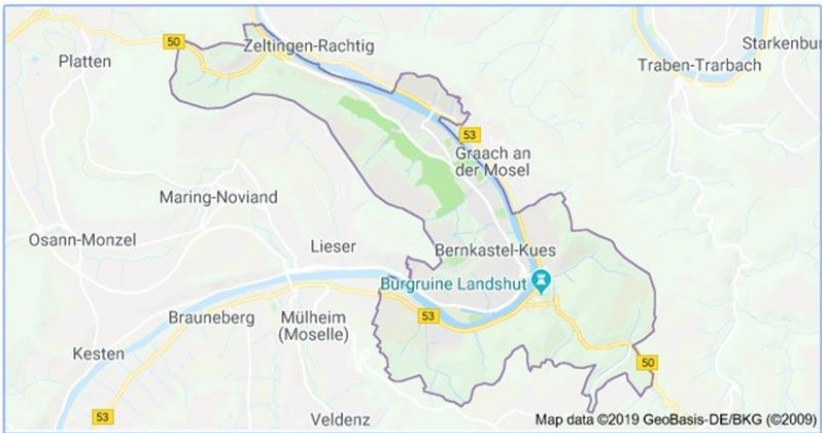 50
Zeltingen-Rachtig
Platten
Starkenbu
Traben-Trarbach
53
Graach an
der Mosel
Maring-Noviand
Osann-Monzel
Lieser
Bernkastel-Kues
Burgruine Landshut
Brauneberg
Mülheim
(Moselle)
53
Kesten
50
53
Veldenz
Map data ©2019 GeoBasis-DE/BKG (©2009)